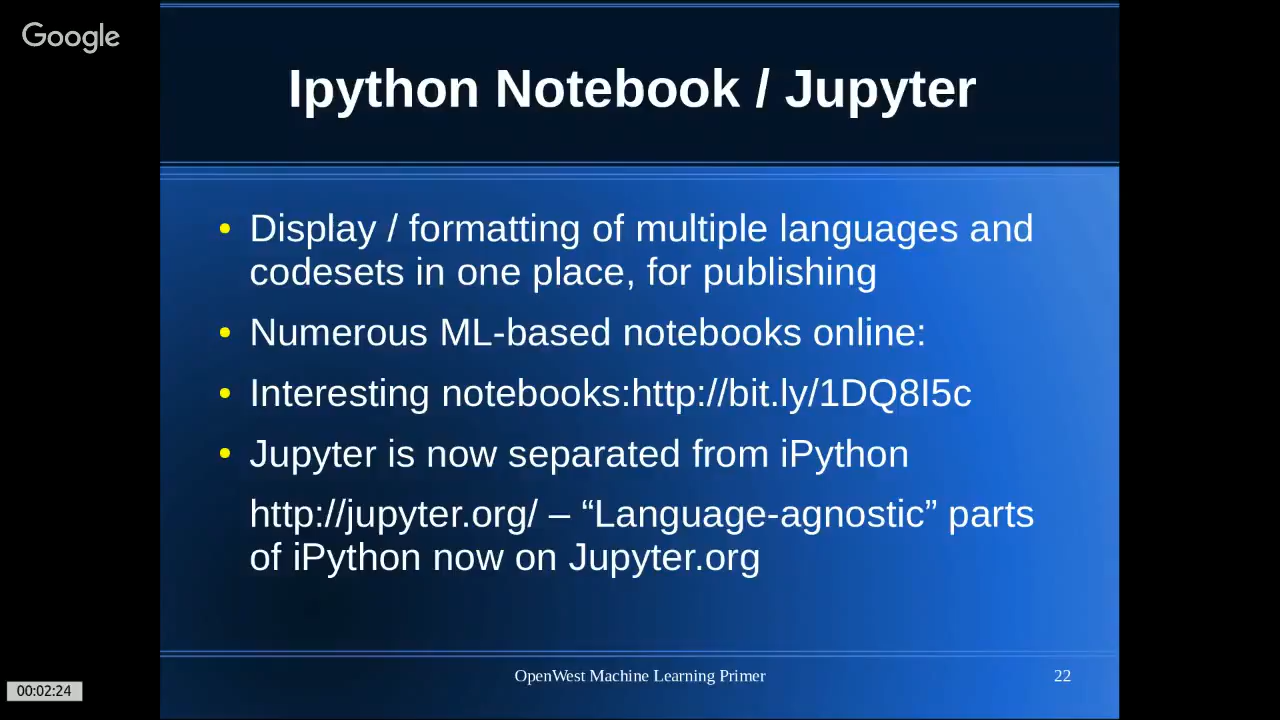 Google
Ipython Notebook / Jupyter
Display / formatting of multiple languages and
codesets in one place, for publishing
Numerous ML-based notebooks online:
Interesting notebooks:http://bit.ly/1DQ8I5c
Jupyter is now separated from iPython
http://jupyter.org/ – “Language-agnostic” parts
of iPython now on Jupyter.org
OpenWest Machine Learning Primer
22
00:02:24